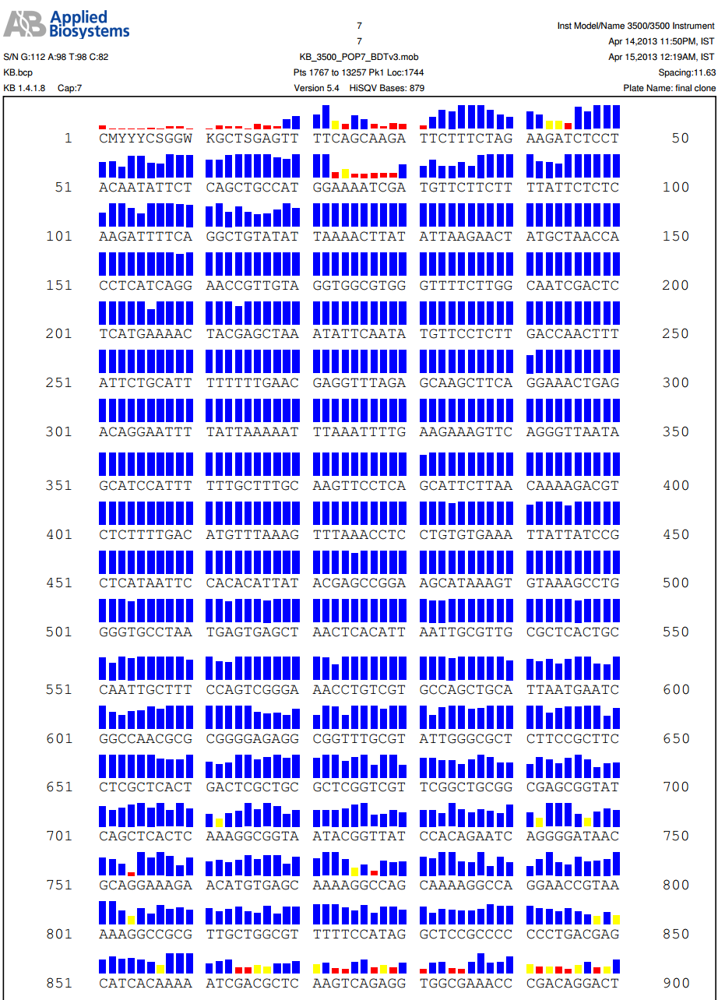 AB Applied Biosystems
7
Inst Model/Name 3500/3500 Instrument
7
Apr 14,2013 11:50PM, IST
S/N G:112 A:98 T:98 C:82
KB_3500_POP7_BDTv3.mob
Apr 15,2013 12:19AM, IST
KB.bcp
Pts 1767 to 13257 Pk1 Loc:1744
Spacing:11.63
KB 1.4.1.8 Cap:7
Version 5.4 HiSQV Bases: 879
Plate Name: final clone
1 CMYYYCSGGW KGCTSGAGTT TTCAGCAAGA TTCTTTCTAG AAGATCTCCT 50
51 ACAATATTCT CAGCTGCCAT GGAAAATCGA TGTTCTTCTT TTATTCTCTC 100
101 AAGATTTTCA GGCTGTATAT TAAAACTTAT ATTAAGAACT ATGCTAACCA 150
151 CCTCATCAGG AACCGTTGTA GGTGGCGTGG GTTTTCTTGG CAATCGACTC 200
201 TCATGAAAAC TACGAGCTAA ATATTCAATA TGTTCCTCTT GACCAACTTT 250
251 ATTCTGCATT TTTTTTGAAC GAGGTTTAGA GCAAGCTTCA GGAAACTGAG 300
301 ACAGGAATTT TATTAAAAAT TTAAATTTTG AAGAAAGTTC AGGGTTAATA 350
351 GCATCCATTT TTTGCTTTGC AAGTTCCTCA GCATTCTTAA CAAAAGACGT 400
401 CTCTTTTGAC ATGTTTAAAG TTTAAACCTC CTGTGTGAAA TTATTATCCG 450
451 CTCATAATTC CACACATTAT ACGAGCCGGA AGCATAAAGT GTAAAGCCTG 500
501 GGGTGCCTAA TGAGTGAGCT AACTCACATT AATTGCGTTG CGCTCACTGC 550
551 CAATTGCTTT CCAGTCGGGA AACCTGTCGT GCCAGCTGCA TTAATGAATC 600
601 GGCCAACGCG CGGGGAGAGG CGGTTTGCGT ATTGGGCGCT CTTCCGCTTC 650
651 CTCGCTCACT GACTCGCTGC GCTCGGTCGT TCGGCTGCGG CGAGCGGTAT 700
701 CAGCTCACTC AAAGGCGGTA ATACGGTTAT CCACAGAATC AGGGGATAAC 750
751 GCAGGAAAGA ACATGTGAGC AAAAGGCCAG CAAAAGGCCA GGAACCGTAA 800
801 AAAGGCCGCG TTGCTGGCGT TTTTCCATAG GCTCCGCCCC CCCTGACGAG 850
851 CATCACAAAA ATCGACGCTC AAGTCAGAGG TGGCGAAACC CGACAGGACT 900